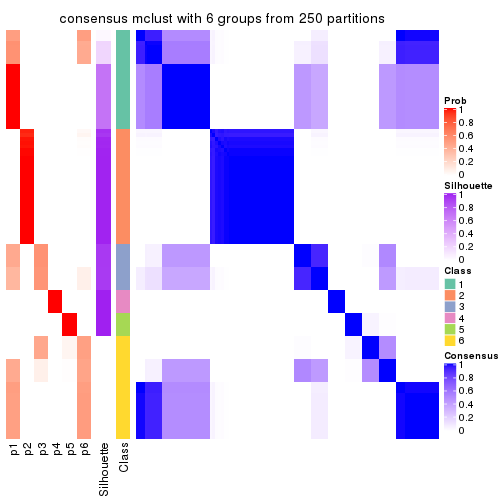 consensus mclust with 6 groups from 250 partitions
Prob
1
0.8
0.6
0.4
0.2
0
Silhouette
1
0.8
0.6
0.4
0.2
0
Class
1
2
3
4
5
6
Consensus
1
0.8
0.6
0.4
0.2
0
p1
p2
p3
p4
p5
p6
Silhouette
Class